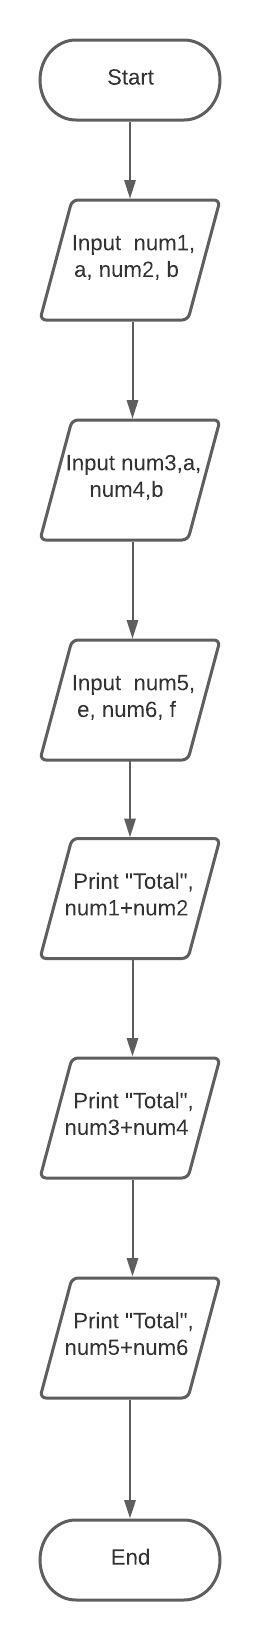 Start
Input  num1,
a, num2, b
Input num3,a,
num4,b
Input  num5,
e, num6, f
Print "Total",
num1+num2
Print "Total",
num3+num4
Print "Total",
num5+num6
End